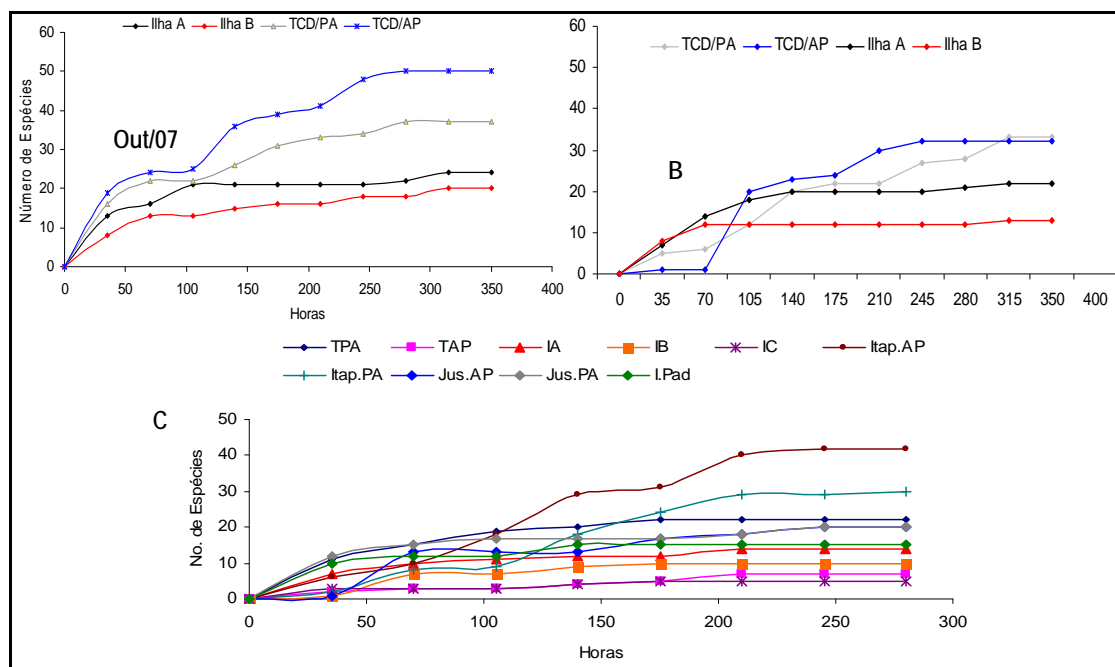 Ilha A Ilha B TCD/PA TCD/AP
60
50
40
30
20
10
0
Número de Espécies
Out/07
0 50 100 150 200 250 300 350 400
Horas
TCD/PA TCD/AP Ilha A Ilha B
60
50
40
30
20
10
0
B
0 35 70 105 140 175 210 245 280 315 350 400
TPA TAP IA IB IC Itap.AP
Itap.PA Jus.AP Jus.PA I.Pad
C
50
40
30
20
10
0
No. de Espécies
0 50 100 150 200 250 300
Horas